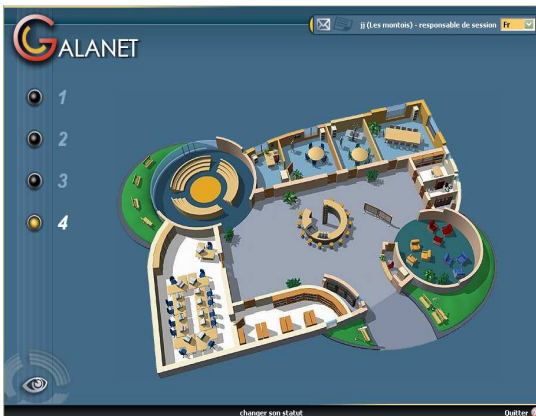 jj (Les montois) - responsable de session Fr
GALANET
1
2
3
4
changer son statut
Quitter